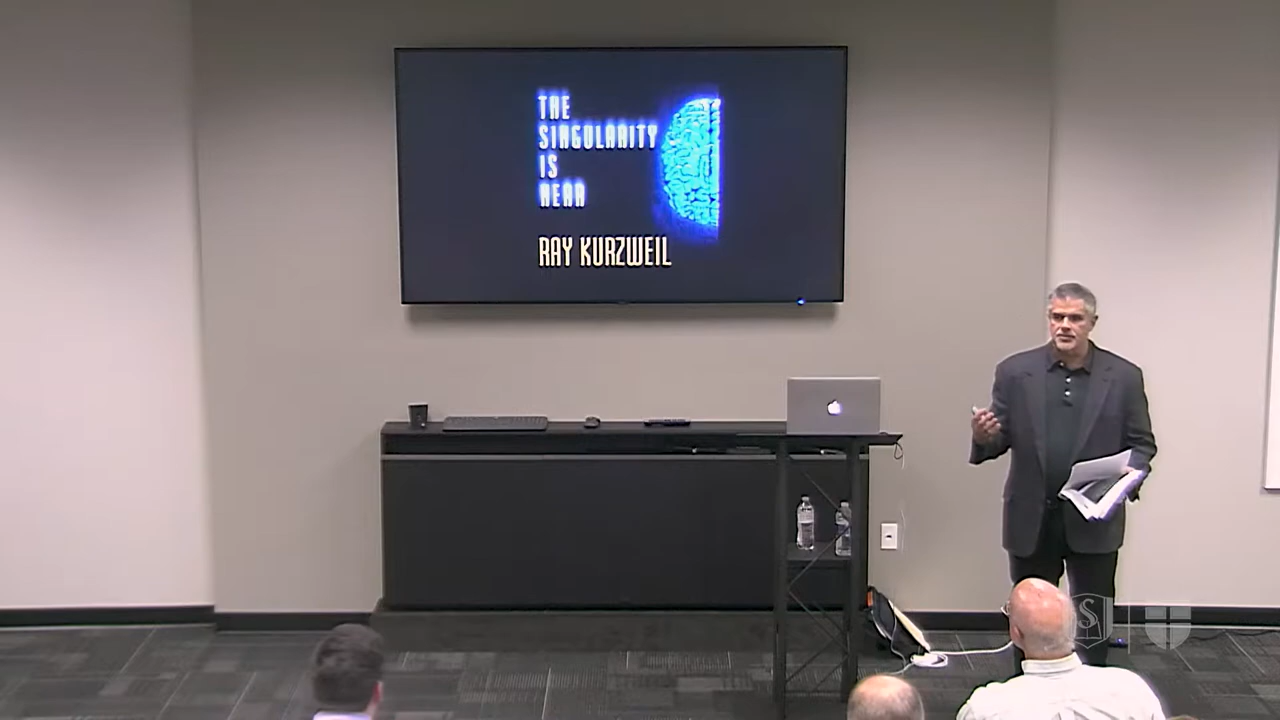 THE
SINGULARITY
IS
NEAR
RAY KURZWEIL
S